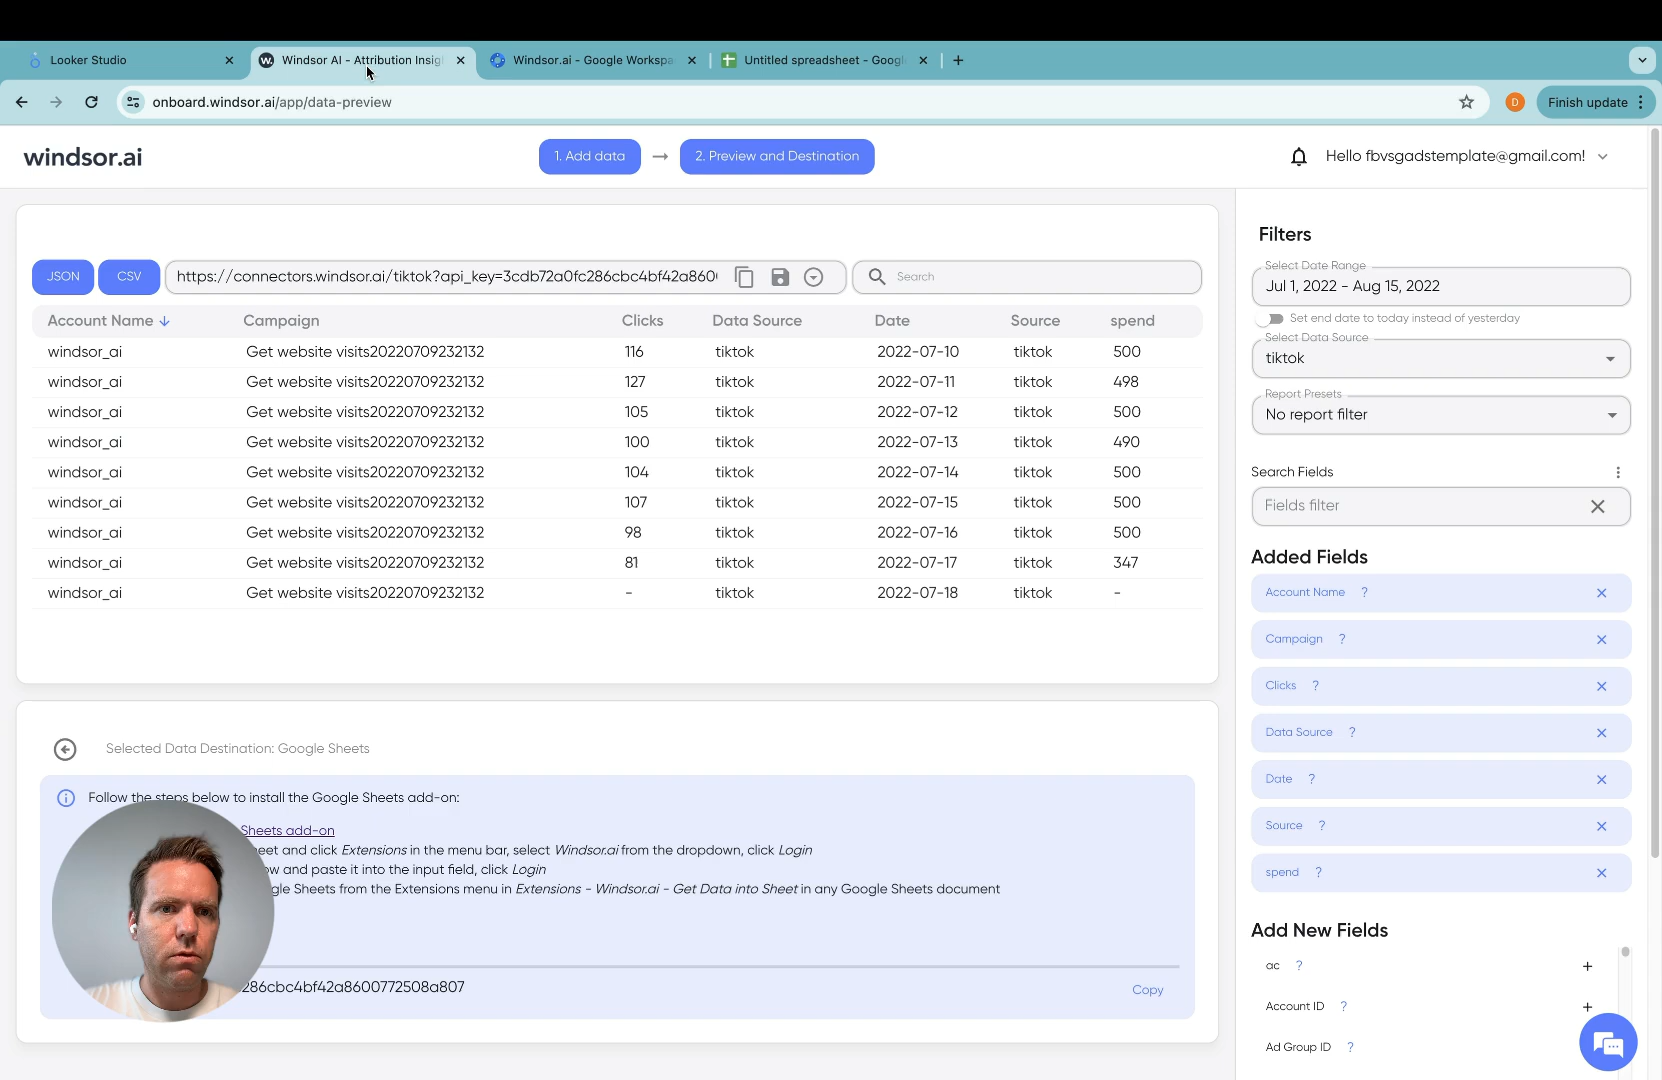 Looker Studio
Windsor AI - Attribution Insig
Windsor.ai - Google Workspa
Untitled spreadsheet - Googl
onboard.windsor.ai/app/data-preview
D
Finish update
windsor.ai
1. Add data
2. Preview and Destination
Hello fbvsgadstemplate@gmail.com!
JSON
CSV
https://connectors.windsor.ai/tiktok?api_key=3cdb72a0fc286cbc4bf42a860
Search
Account Name Campaign Clicks Data Source Date Source spend
windsor_ai Get website visits20220709232132 116 tiktok 2022-07-10 tiktok 500
windsor_ai Get website visits20220709232132 127 tiktok 2022-07-11 tiktok 498
windsor_ai Get website visits20220709232132 105 tiktok 2022-07-12 tiktok 500
windsor_ai Get website visits20220709232132 100 tiktok 2022-07-13 tiktok 490
windsor_ai Get website visits20220709232132 104 tiktok 2022-07-14 tiktok 500
windsor_ai Get website visits20220709232132 107 tiktok 2022-07-15 tiktok 500
windsor_ai Get website visits20220709232132 98 tiktok 2022-07-16 tiktok 500
windsor_ai Get website visits20220709232132 81 tiktok 2022-07-17 tiktok 347
windsor_ai Get website visits20220709232132 - tiktok 2022-07-18 tiktok -
Selected Data Destination: Google Sheets
Follow the steps below to install the Google Sheets add-on:
Sheets add-on
eet and click Extensions in the menu bar, select Windsor.ai from the dropdown, click Login
ow and paste it into the input field, click Login
gle Sheets from the Extensions menu in Extensions - Windsor.ai - Get Data into Sheet in any Google Sheets document
286cbc4bf42a8600772508a807
Copy
Filters
Select Date Range
Jul 1, 2022 - Aug 15, 2022
Set end date to today instead of yesterday
Select Data Source
tiktok
Report Presets
No report filter
Search Fields
Fields filter
Added Fields
Account Name ?
Campaign ?
Clicks ?
Data Source ?
Date ?
Source ?
spend ?
Add New Fields
ac ?
Account ID ?
Ad Group ID ?